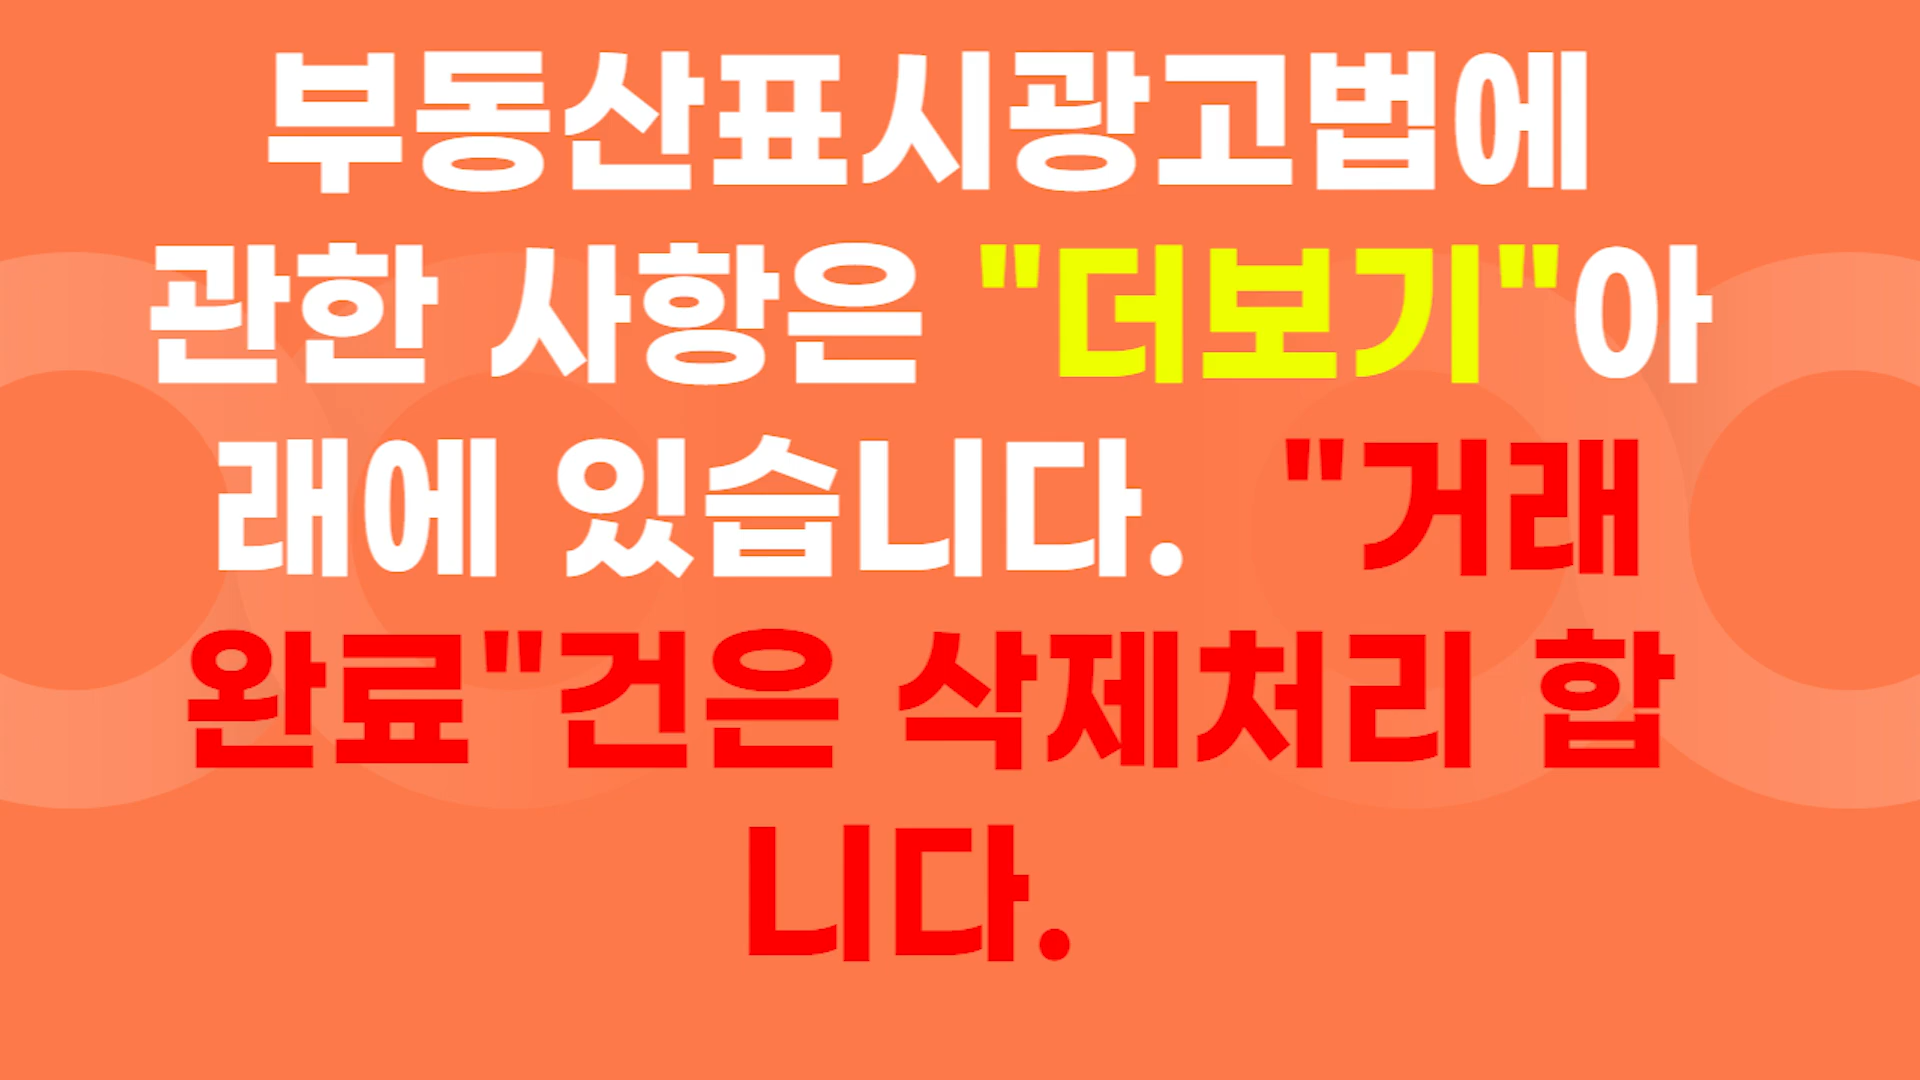 부동산표시광고법에
관한 사항은 "더보기"아
래에 있습니다. "거래
완료"건은 삭제처리 합
니다.